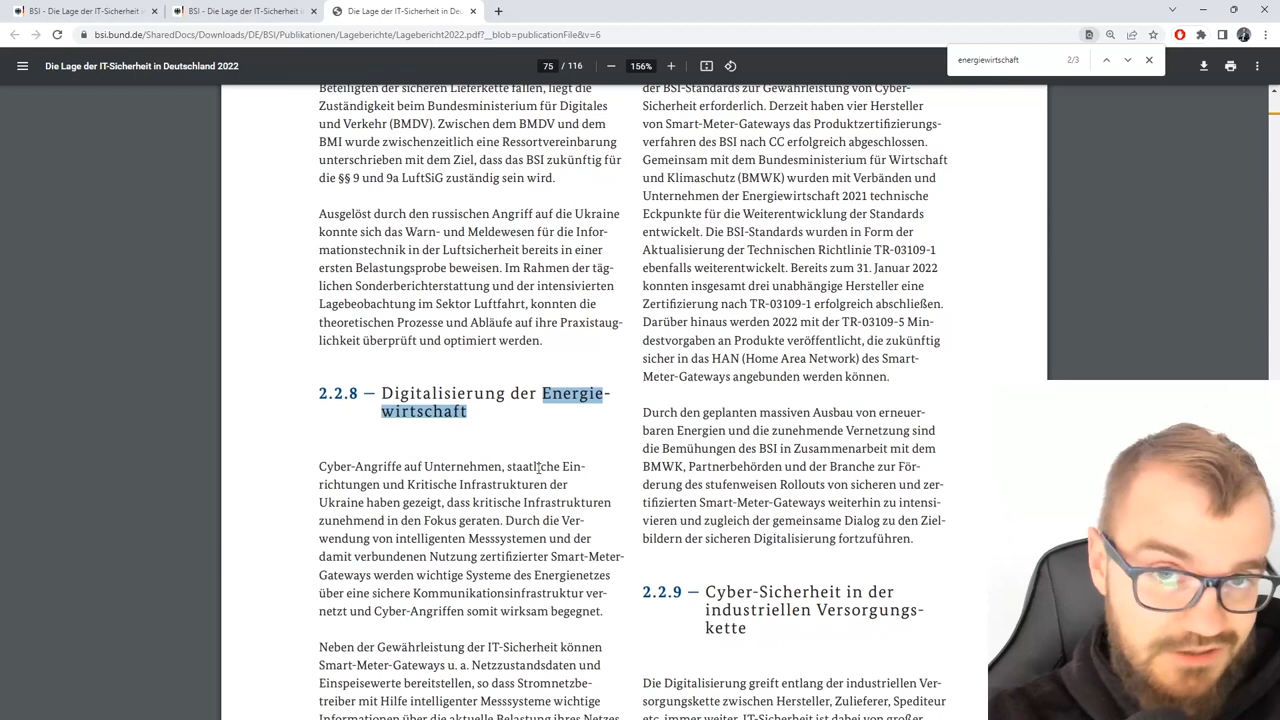 BSI - Die Lage der IT-Sicherheit in
BSI - Die Lage der IT-Sicherheit in
Die Lage der IT-Sicherheit in Deu
bsi.bund.de/SharedDocs/Downloads/DE/BSI/Publikationen/Lageberichte/Lagebericht2022.pdf?__blob=publicationFile&v=6
Die Lage der IT-Sicherheit in Deutschland 2022
75 / 116
156%
energiewirtschaft
2/3
Beteiligten der sicheren Lieferkette fallen, liegt die
Zuständigkeit beim Bundesministerium für Digitales
und Verkehr (BMDV). Zwischen dem BMDV und dem
BMI wurde zwischenzeitlich eine Ressortvereinbarung
unterschrieben mit dem Ziel, dass das BSI zukünftig für
die §§ 9 und 9a LuftSiG zuständig sein wird.
Ausgelöst durch den russischen Angriff auf die Ukraine
konnte sich das Warn- und Meldewesen für die Infor-
mationstechnik in der Luftsicherheit bereits in einer
ersten Belastungsprobe beweisen. Im Rahmen der täg-
lichen Sonderberichterstattung und der intensivierten
Lagebeobachtung im Sektor Luftfahrt, konnten die
theoretischen Prozesse und Abläufe auf ihre Praxistaug-
lichkeit überprüft und optimiert werden.
2.2.8 — Digitalisierung der Energie-
wirtschaft
Cyber-Angriffe auf Unternehmen, staatliche Ein-
richtungen und Kritische Infrastrukturen der
Ukraine haben gezeigt, dass kritische Infrastrukturen
zunehmend in den Fokus geraten. Durch die Ver-
wendung von intelligenten Messsystemen und der
damit verbundenen Nutzung zertifizierter Smart-Meter-
Gateways werden wichtige Systeme des Energienetzes
über eine sichere Kommunikationsinfrastruktur ver-
netzt und Cyber-Angriffen somit wirksam begegnet.
Neben der Gewährleistung der IT-Sicherheit können
Smart-Meter-Gateways u. a. Netzzustandsdaten und
Einspeisewerte bereitstellen, so dass Stromnetzbe-
treiber mit Hilfe intelligenter Messsysteme wichtige
Informationen über die aktuelle Belastung ihres Netzes
der BSI-Standards zur Gewährleistung von Cyber-
Sicherheit erforderlich. Derzeit haben vier Hersteller
von Smart-Meter-Gateways das Produktzertifizierungs-
verfahren des BSI nach CC erfolgreich abgeschlossen.
Gemeinsam mit dem Bundesministerium für Wirtschaft
und Klimaschutz (BMWK) wurden mit Verbänden und
Unternehmen der Energiewirtschaft 2021 technische
Eckpunkte für die Weiterentwicklung der Standards
entwickelt. Die BSI-Standards wurden in Form der
Aktualisierung der Technischen Richtlinie TR-03109-1
ebenfalls weiterentwickelt. Bereits zum 31. Januar 2022
konnten insgesamt drei unabhängige Hersteller eine
Zertifizierung nach TR-03109-1 erfolgreich abschließen.
Darüber hinaus werden 2022 mit der TR-03109-5 Min-
destvorgaben an Produkte veröffentlicht, die zukünftig
sicher in das HAN (Home Area Network) des Smart-
Meter-Gateways angebunden werden können.
Durch den geplanten massiven Ausbau von erneuer-
baren Energien und die zunehmende Vernetzung sind
die Bemühungen des BSI in Zusammenarbeit mit dem
BMWK, Partnerbehörden und der Branche zur För-
derung des stufenweisen Rollouts von sicheren und zer-
tifizierten Smart-Meter-Gateways weiterhin zu intensi-
vieren und zugleich der gemeinsame Dialog zu den Ziel-
bildern der sicheren Digitalisierung fortzuführen.
2.2.9 — Cyber-Sicherheit in der
industriellen Versorgungs-
kette
Die Digitalisierung greift entlang der industriellen Ver-
sorgungskette zwischen Hersteller, Zulieferer, Spediteur
etc. immer weiter. IT-Sicherheit ist dabei von großer